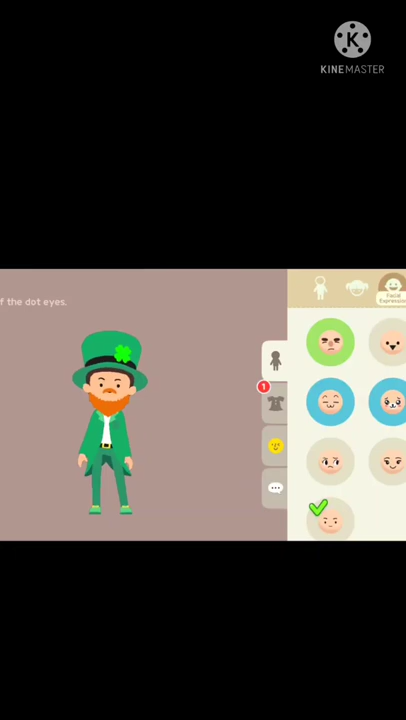 K
KINEMASTER
Facial
Expression
f the dot eyes.
1